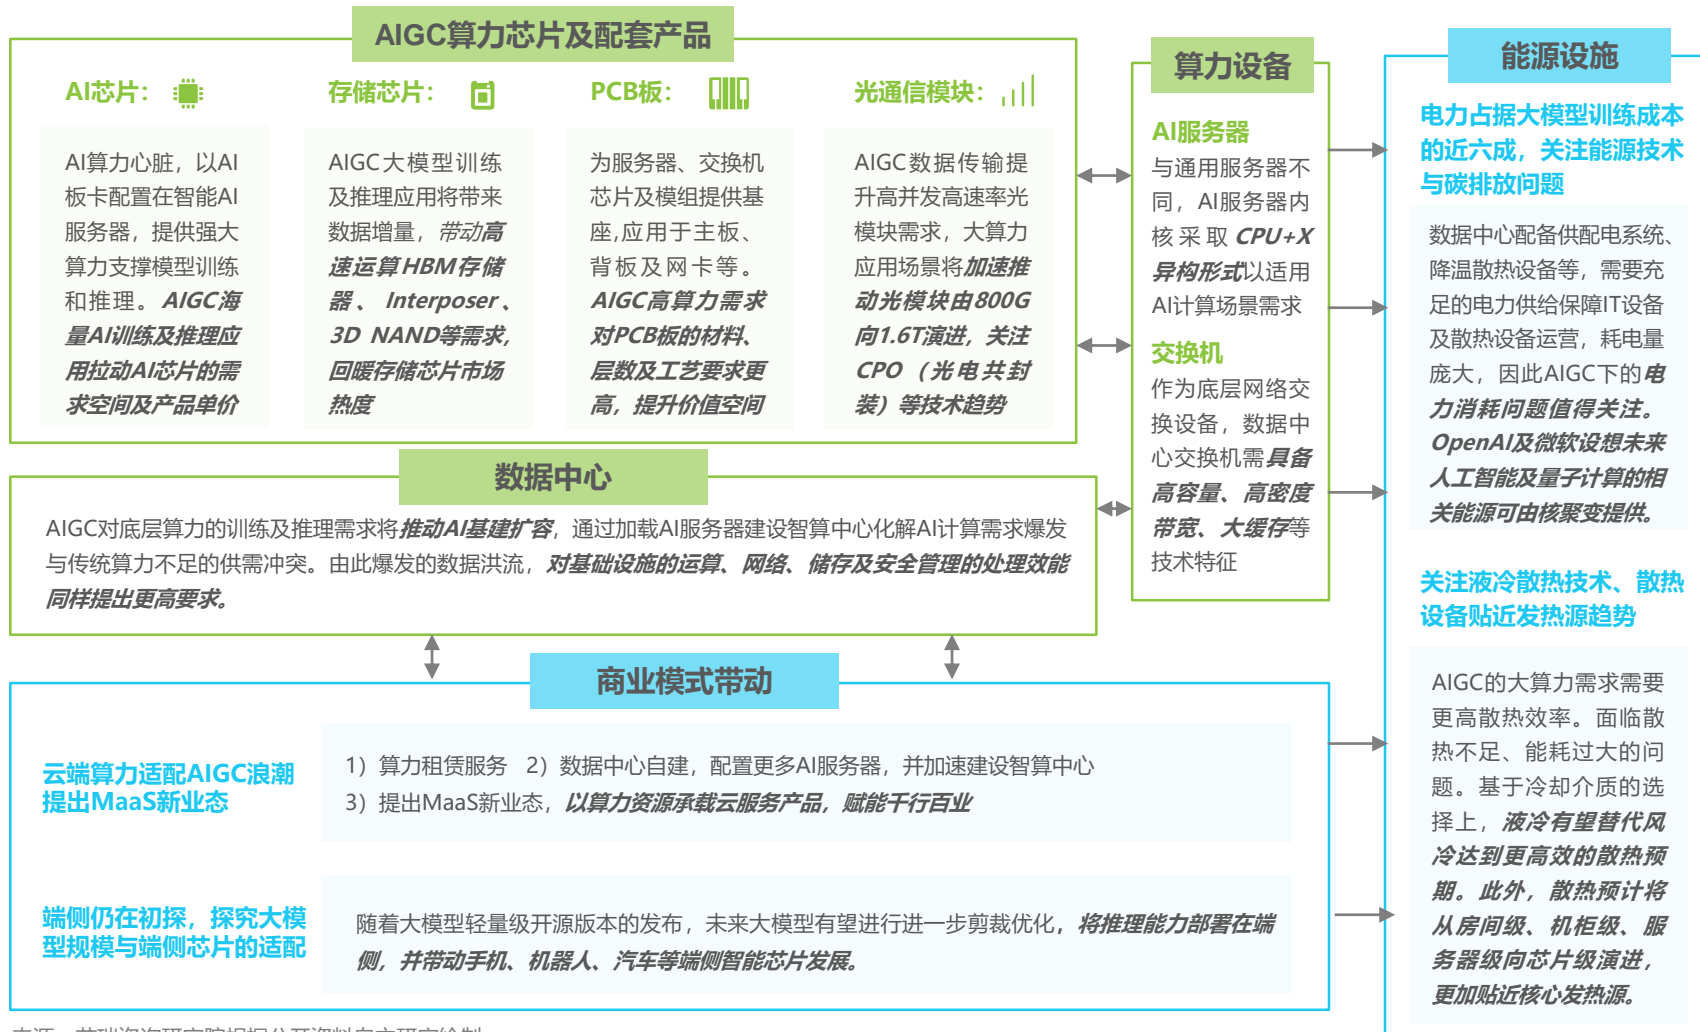 AIGC算力芯片及配套产品
AI芯片：
AI算力心脏，以AI
板卡配置在智能AI
服务器，提供强大
算力支撑模型训练
和推理。AIGC海
量AI训练及推理应
用拉动AI芯片的需
求空间及产品单价
存储芯片：
AIGC大模型训练
及推理应用将带来
数据增量，带动高
速运算HBM存储
器、Interposer、
3D NAND等需求，
回暖存储芯片市场
热度
PCB板：
为服务器、交换机
芯片及模组提供基
座,应用于主板、
背板及网卡等。
AIGC高算力需求
对PCB板的材料、
层数及工艺要求更
高，提升价值空间
光通信模块：
AIGC数据传输提
升高并发高速率光
模块需求，大算力
应用场景将加速推
动光模块由800G
向1.6T演进，关注
CPO（光电共封
装）等技术趋势
算力设备
AI服务器
与通用服务器不
同，AI服务器内
核采取CPU+X
异构形式以适用
AI计算场景需求
交换机
作为底层网络交
换设备，数据中
心交换机需具备
高容量、高密度
带宽、大缓存等
技术特征
能源设施
电力占据大模型训练成本
的近六成，关注能源技术
与碳排放问题
数据中心配备供配电系统、
降温散热设备等，需要充
足的电力供给保障IT设备
及散热设备运营，耗电量
庞大，因此AIGC下的电
力消耗问题值得关注。
OpenAI及微软设想未来
人工智能及量子计算的相
关能源可由核聚变提供。
关注液冷散热技术、散热
设备贴近发热源趋势
AIGC的大算力需求需要
更高散热效率。面临散
热不足、能耗过大的问
题。基于冷却介质的选
择上，液冷有望替代风
冷达到更高效的散热预
期。此外，散热预计将
从房间级、机柜级、服
务器级向芯片级演进，
更加贴近核心发热源。
数据中心
AIGC对底层算力的训练及推理需求将推动AI基建扩容，通过加载AI服务器建设智算中心化解AI计算需求爆发
与传统算力不足的供需冲突。由此爆发的数据洪流，对基础设施的运算、网络、储存及安全管理的处理效能
同样提出更高要求。
商业模式带动
云端算力适配AIGC浪潮
提出MaaS新业态
1）算力租赁服务 2）数据中心自建，配置更多AI服务器，并加速建设智算中心
3）提出MaaS新业态，以算力资源承载云服务产品，赋能千行百业
端侧仍在初探，探究大模
型规模与端侧芯片的适配
随着大模型轻量级开源版本的发布，未来大模型有望进行进一步剪裁优化，将推理能力部署在端
侧，并带动手机、机器人、汽车等端侧智能芯片发展。
来源：艾瑞咨询研究院根据公开资料自主研究绘制